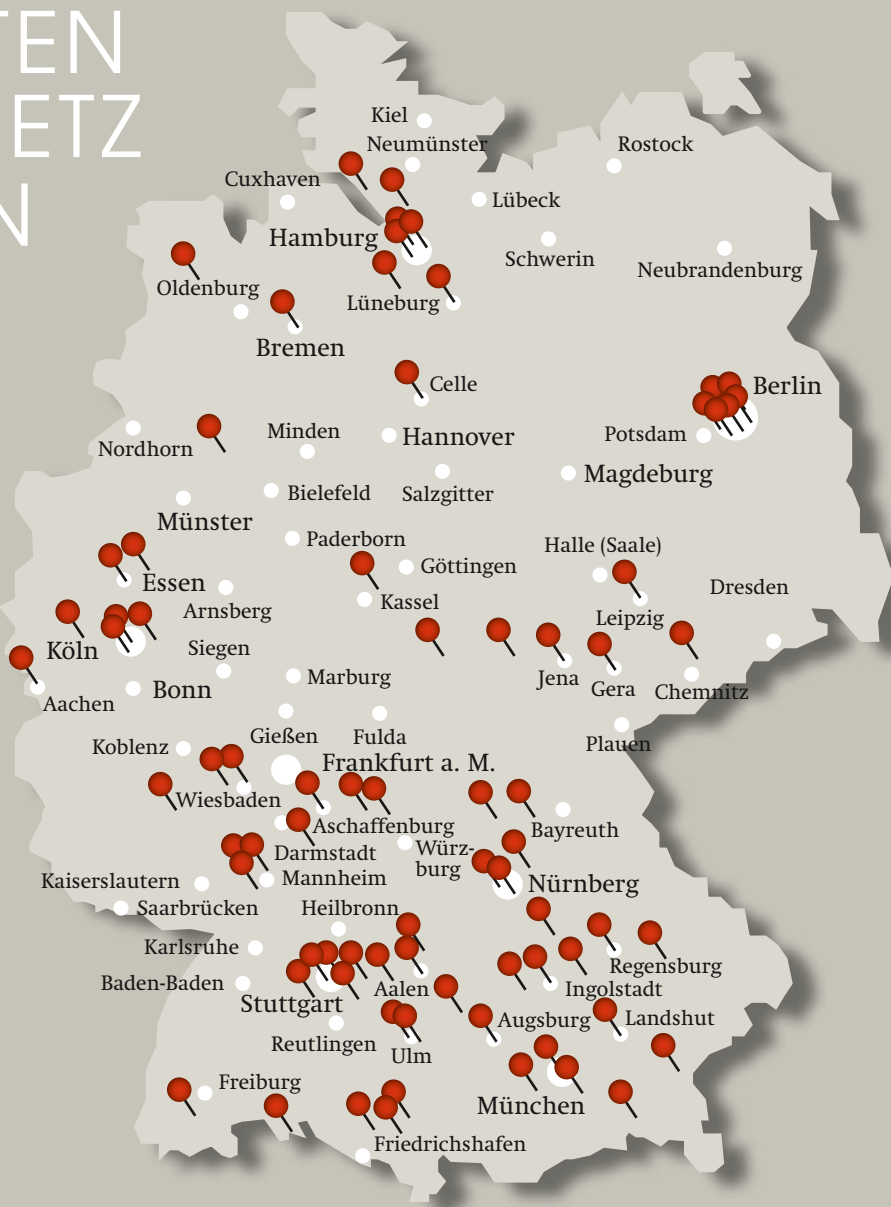 TEN
ETZ
N
Kiel
Neumünster
Rostock
Cuxhaven
Lübeck
Hamburg
Schwerin
Neubrandenburg
Oldenburg
Lüneburg
Bremen
Celle
Berlin
Nordhorn
Minden
Hannover
Potsdam
Magdeburg
Bielefeld
Salzgitter
Münster
Paderborn
Göttingen
Halle (Saale)
Essen
Arnsberg
Kassel
Leipzig
Dresden
Köln
Siegen
Marburg
Jena
Gera
Chemnitz
Bonn
Aachen
Koblenz
Gießen
Fulda
Plauen
Frankfurt a. M.
Wiesbaden
Aschaffenburg
Bayreuth
Darmstadt
Würz-
burg
Kaiserslautern
Mannheim
Nürnberg
Saarbrücken
Heilbronn
Karlsruhe
Regensburg
Baden-Baden
Stuttgart
Aalen
Ingolstadt
Reutlingen
Ulm
Augsburg
Landshut
Freiburg
München
Friedrichshafen